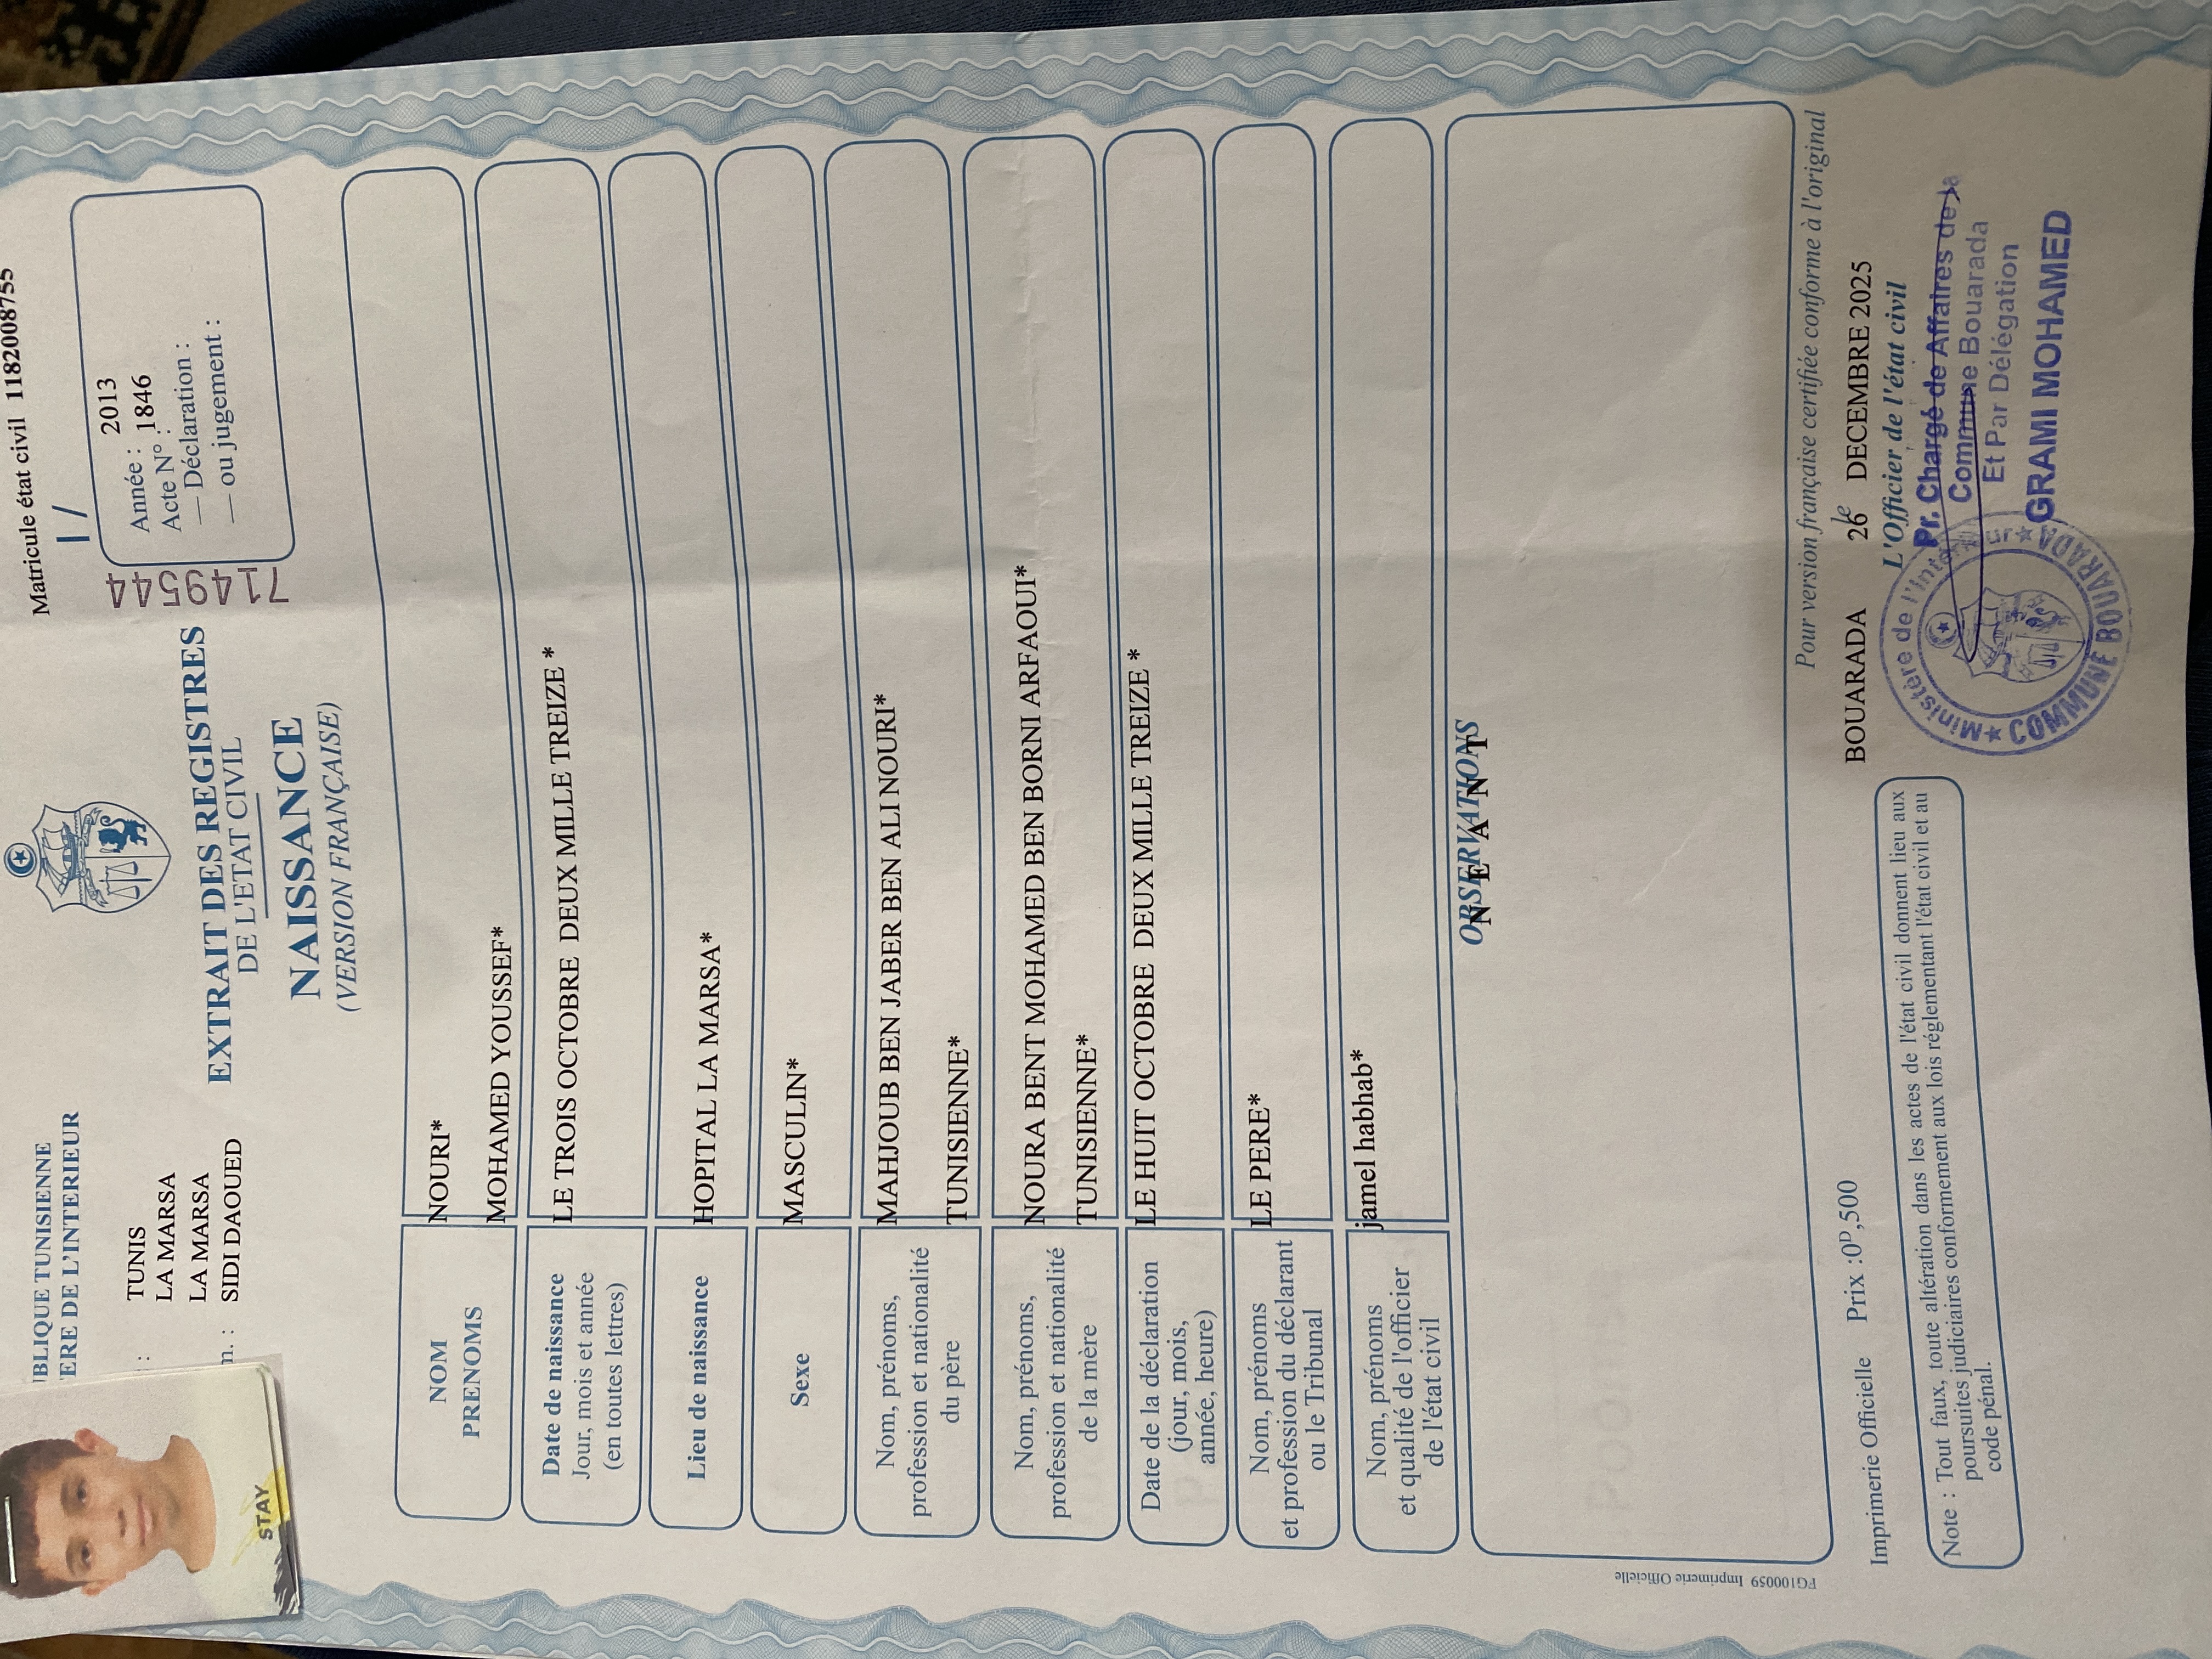 Matricule état civil 1182008755
BLIQUE TUNISIENNE
ERE DE L'INTERIEUR
: TUNIS
LA MARSA
LA MARSA
SIDI DAOUED
EXTRAIT DES REGISTRES
DE L'ETAT CIVIL
NAISSANCE
(VERSION FRANÇAISE)
7149544
Année : 2013
Acte N° : 1846
— Déclaration :
— ou jugement :
STAY
NOM
PRENOMS
NOURI*
MOHAMED YOUSSEF*
Date de naissance
Jour, mois et année
(en toutes lettres)
LE TROIS OCTOBRE DEUX MILLE TREIZE *
Lieu de naissance
HOPITAL LA MARSA*
Sexe
MASCULIN*
Nom, prénoms,
profession et nationalité
du père
MAHJOUB BEN JABER BEN ALI NOURI*
TUNISIENNE*
Nom, prénoms,
profession et nationalité
de la mère
NOURA BENT MOHAMED BEN BORNI ARFAOUI*
TUNISIENNE*
Date de la déclaration
(jour, mois,
année, heure)
LE HUIT OCTOBRE DEUX MILLE TREIZE *
Nom, prénoms
et profession du déclarant
ou le Tribunal
LE PERE*
Nom, prénoms
et qualité de l'officier
de l'état civil
jamel habhab*
OBSERVATIONS
N E A N T
FG100059 Imprimerie Officielle
Pour version française certifiée conforme à l'original
Imprimerie Officielle Prix :0ᴰ,500
BOUARADA le 26 DECEMBRE 2025
L'Officier de l'état civil
Pr. Chargé de Affaires de la
Commune Bouarada
Et Par Délégation
GRAMI MOHAMED
Ministère de l'Intérieur
COMMUNE BOUARADA
Note : Tout faux, toute altération dans les actes de l'état civil donnent lieu aux
poursuites judiciaires conformement aux lois réglementant l'état civil et au
code pénal.